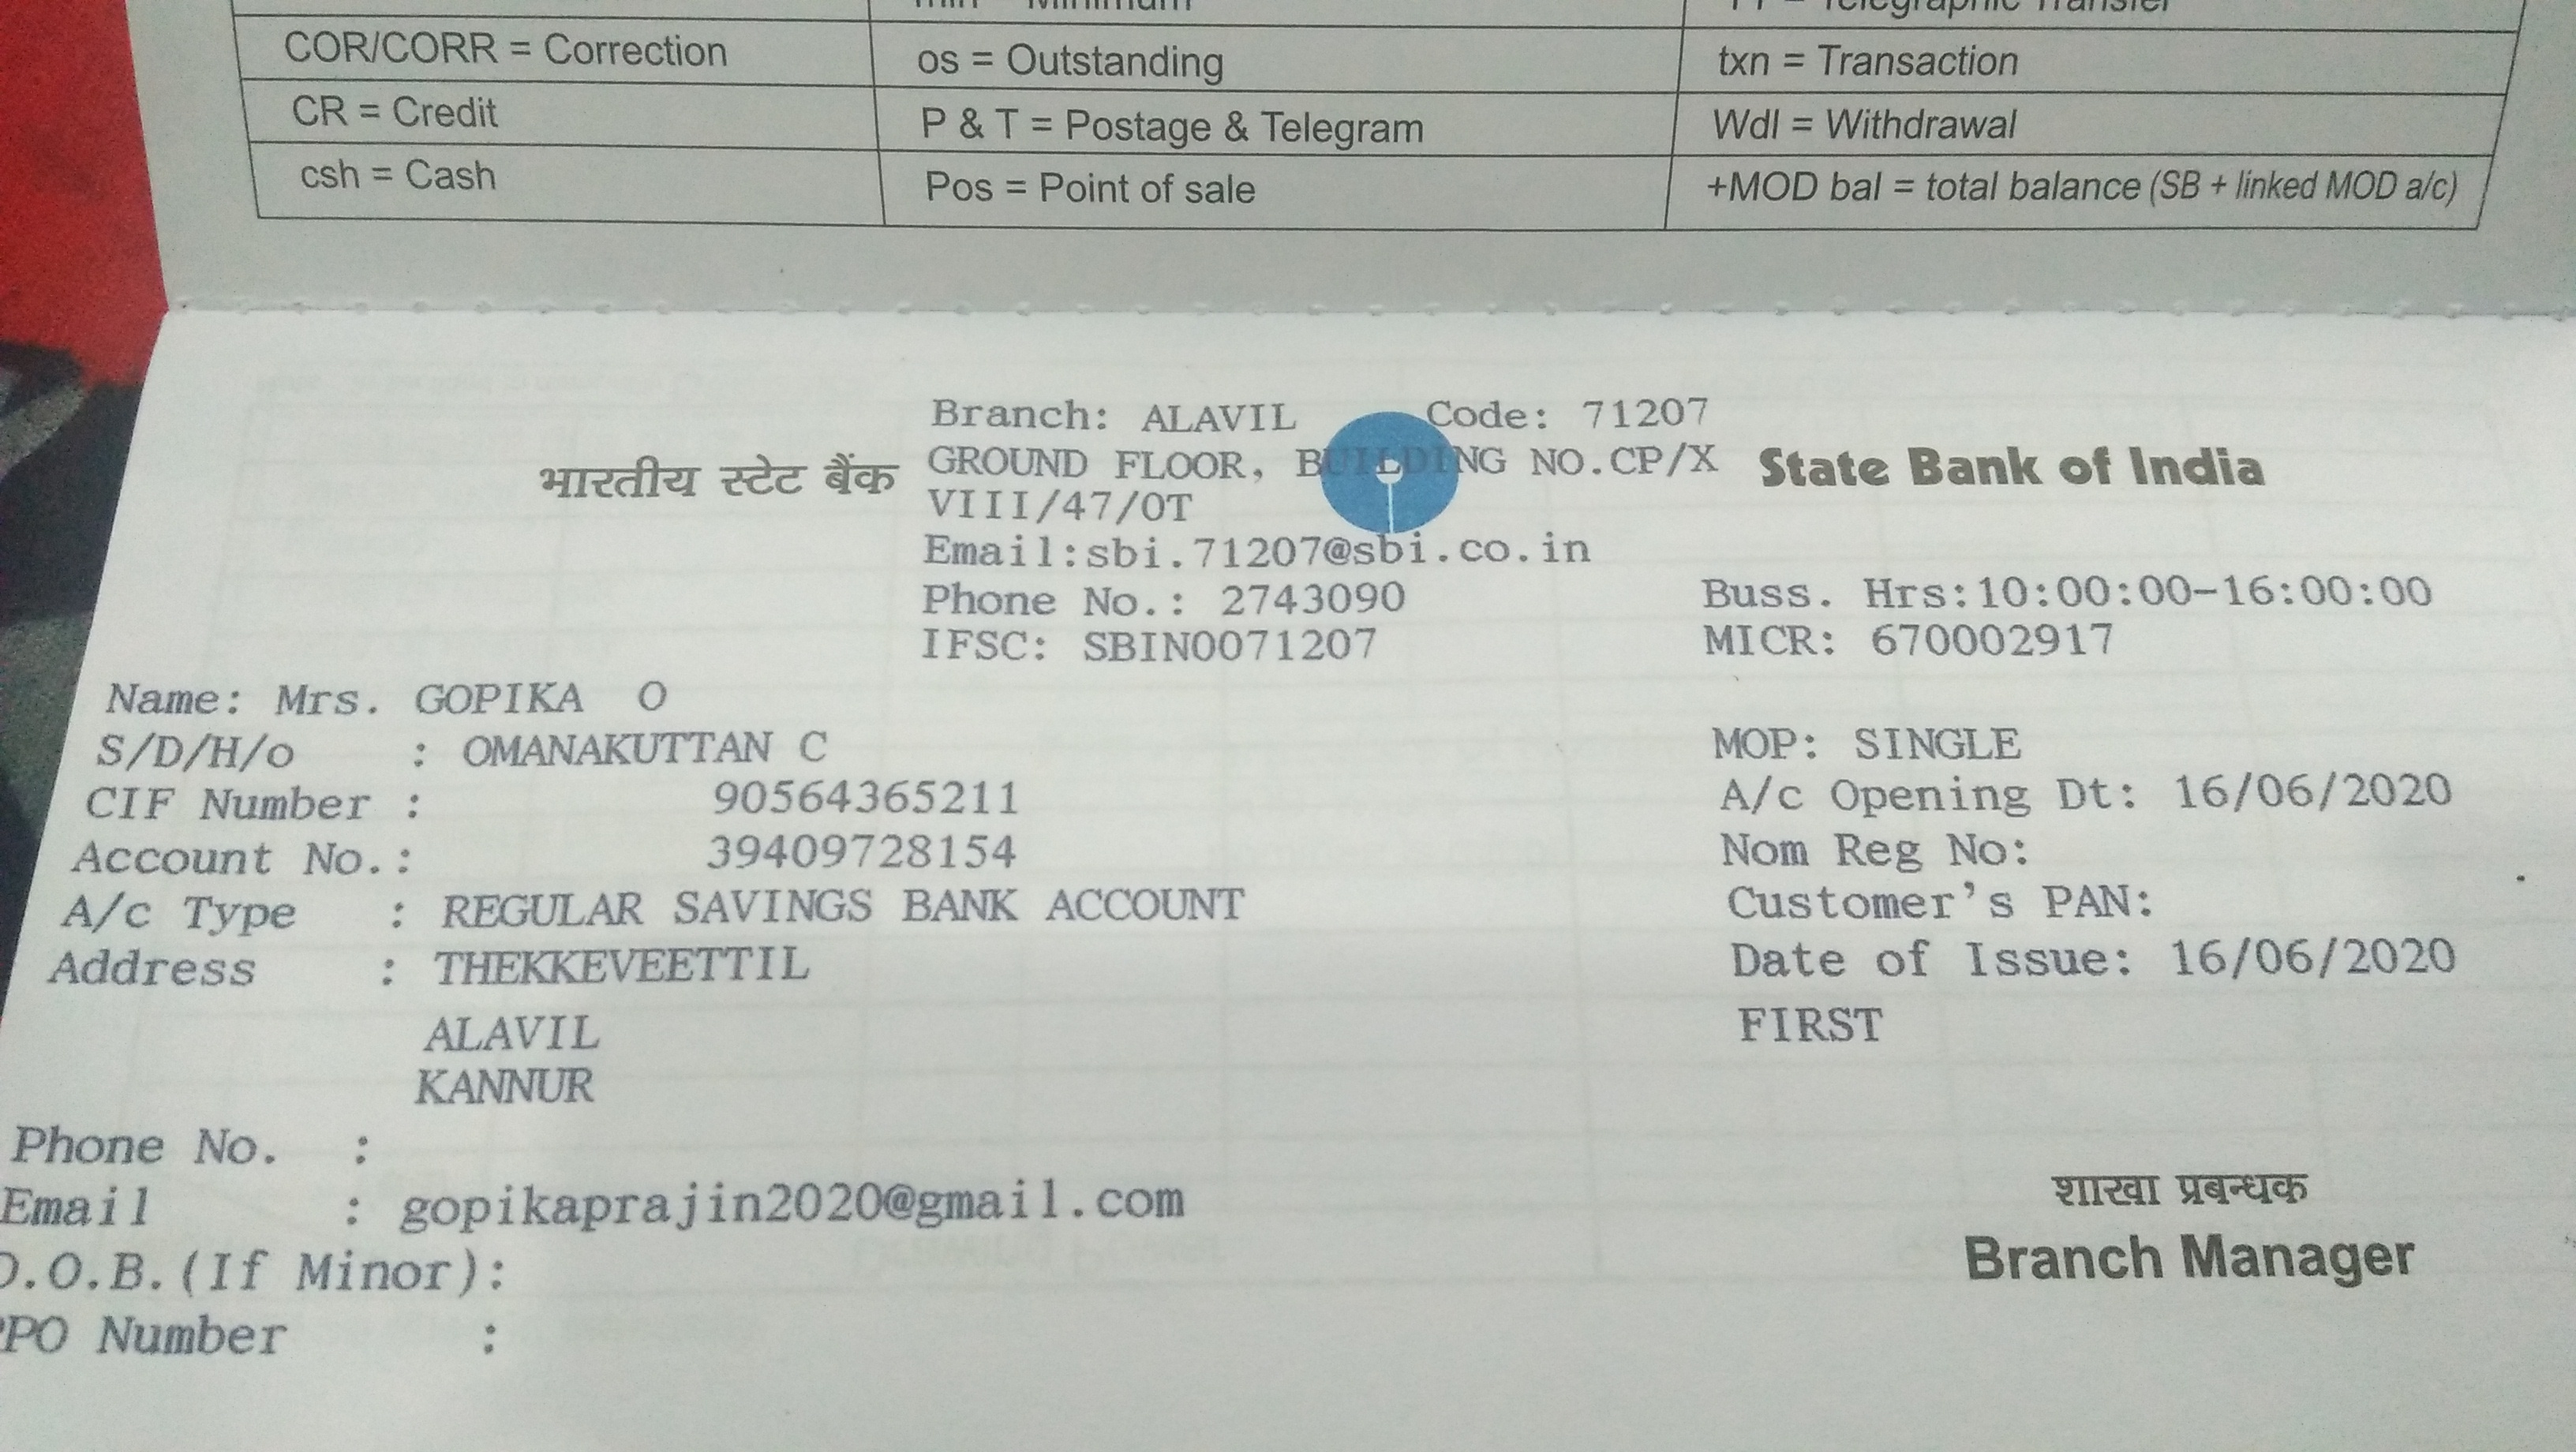 COR/CORR = Correction
os = Outstanding
txn = Transaction
CR = Credit
P & T = Postage & Telegram
Wdl = Withdrawal
csh = Cash
Pos = Point of sale
+MOD bal = total balance (SB + linked MOD a/c)
Branch: ALAVIL Code: 71207
भारतीय स्टेट बैंक GROUND FLOOR, BUILDING NO.CP/X State Bank of India
VIII/47/OT
Email:sbi.71207@sbi.co.in
Phone No.: 2743090 Buss. Hrs:10:00:00-16:00:00
IFSC: SBIN0071207 MICR: 670002917
Name: Mrs. GOPIKA O
S/D/H/o : OMANAKUTTAN C MOP: SINGLE
CIF Number : 90564365211 A/c Opening Dt: 16/06/2020
Account No.: 39409728154 Nom Reg No:
A/c Type : REGULAR SAVINGS BANK ACCOUNT Customer's PAN:
Address : THEKKEVEETTIL Date of Issue: 16/06/2020
ALAVIL FIRST
KANNUR
Phone No. :
Email : gopikaprajin2020@gmail.com शाखा प्रबन्धक
D.O.B.(If Minor): Branch Manager
PPO Number :